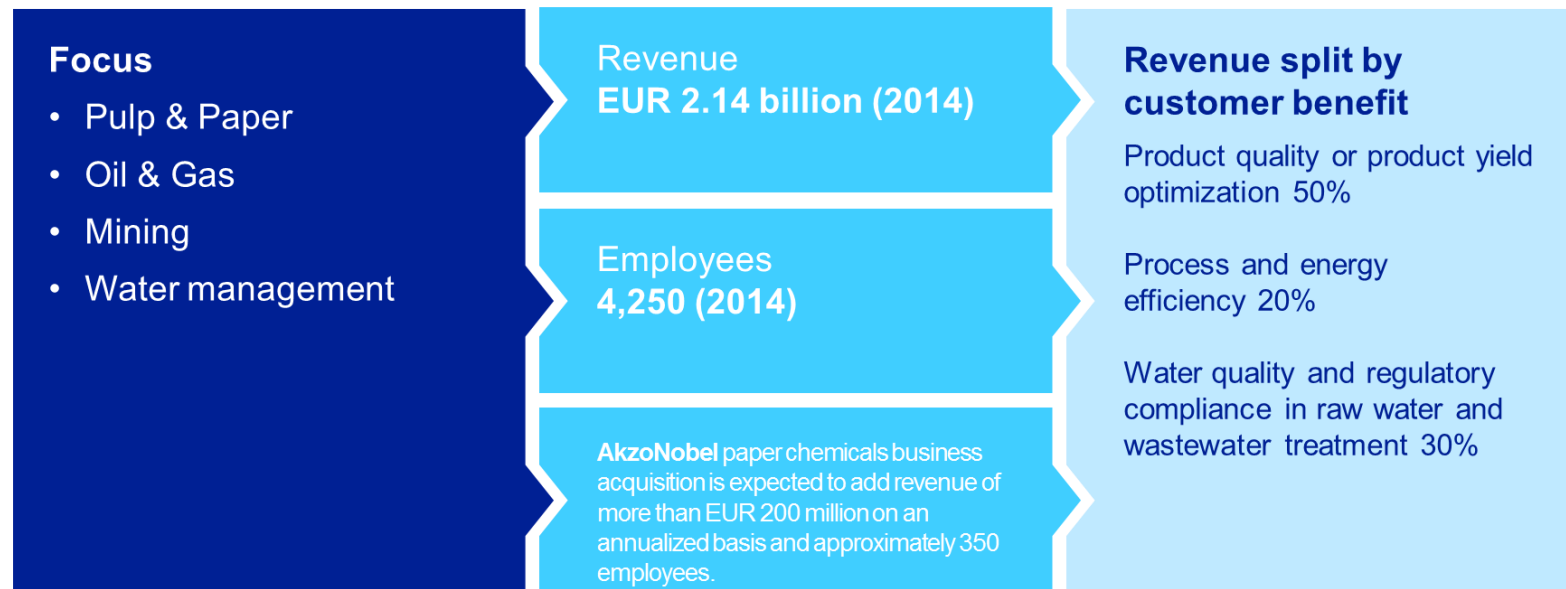 Focus
• Pulp & Paper
• Oil & Gas
• Mining
• Water management
Revenue
EUR 2.14 billion (2014)
Employees
4,250 (2014)
AkzoNobel paper chemicals business
acquisition is expected to add revenue of
more than EUR 200 million on an
annualized basis and approximately 350
employees.
Revenue split by
customer benefit
Product quality or product yield
optimization 50%
Process and energy
efficiency 20%
Water quality and regulatory
compliance in raw water and
wastewater treatment 30%